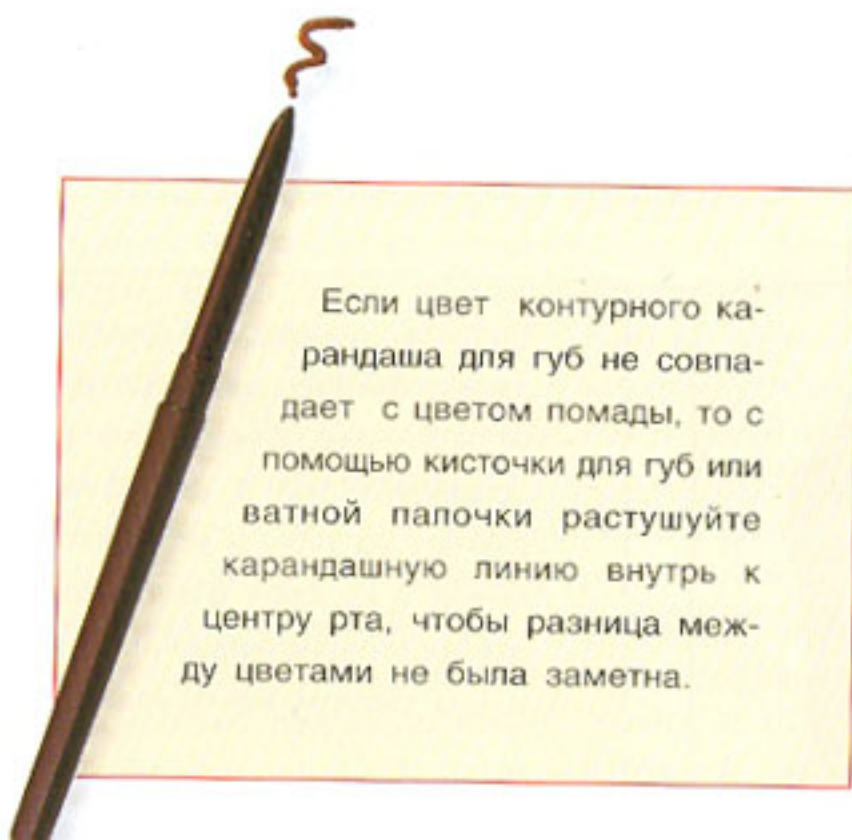 Если цвет контурного ка-
рандаша для губ не совпа-
дает с цветом помады, то с
помощью кисточки для губ или
ватной палочки растушуйте
карандашную линию внутрь к
центру рта, чтобы разница меж-
ду цветами не была заметна.